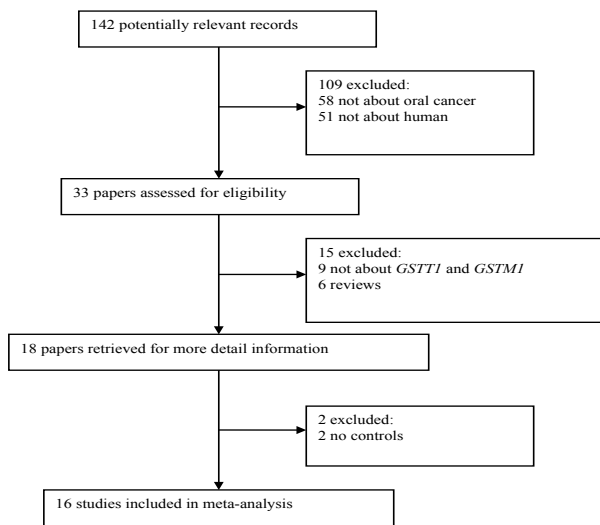 142 potentially relevant records
109 excluded:
58 not about oral cancer
51 not about human
33 papers assessed for eligibility
15 excluded:
9 not about GSTT1 and GSTM1
6 reviews
18 papers retrieved for more detail information
2 excluded:
2 no controls
16 studies included in meta-analysis